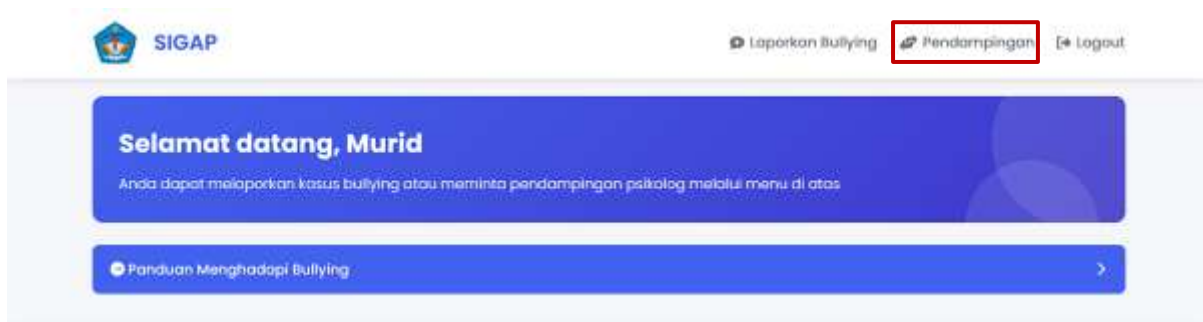 SIGAP
Laporkan Bullying
Pendampingan
Logout
Selamat datang, Murid
Anda dapat melaporkan kasus bullying atau meminta pendampingan psikolog melalui menu di atas
Panduan Menghadapi Bullying